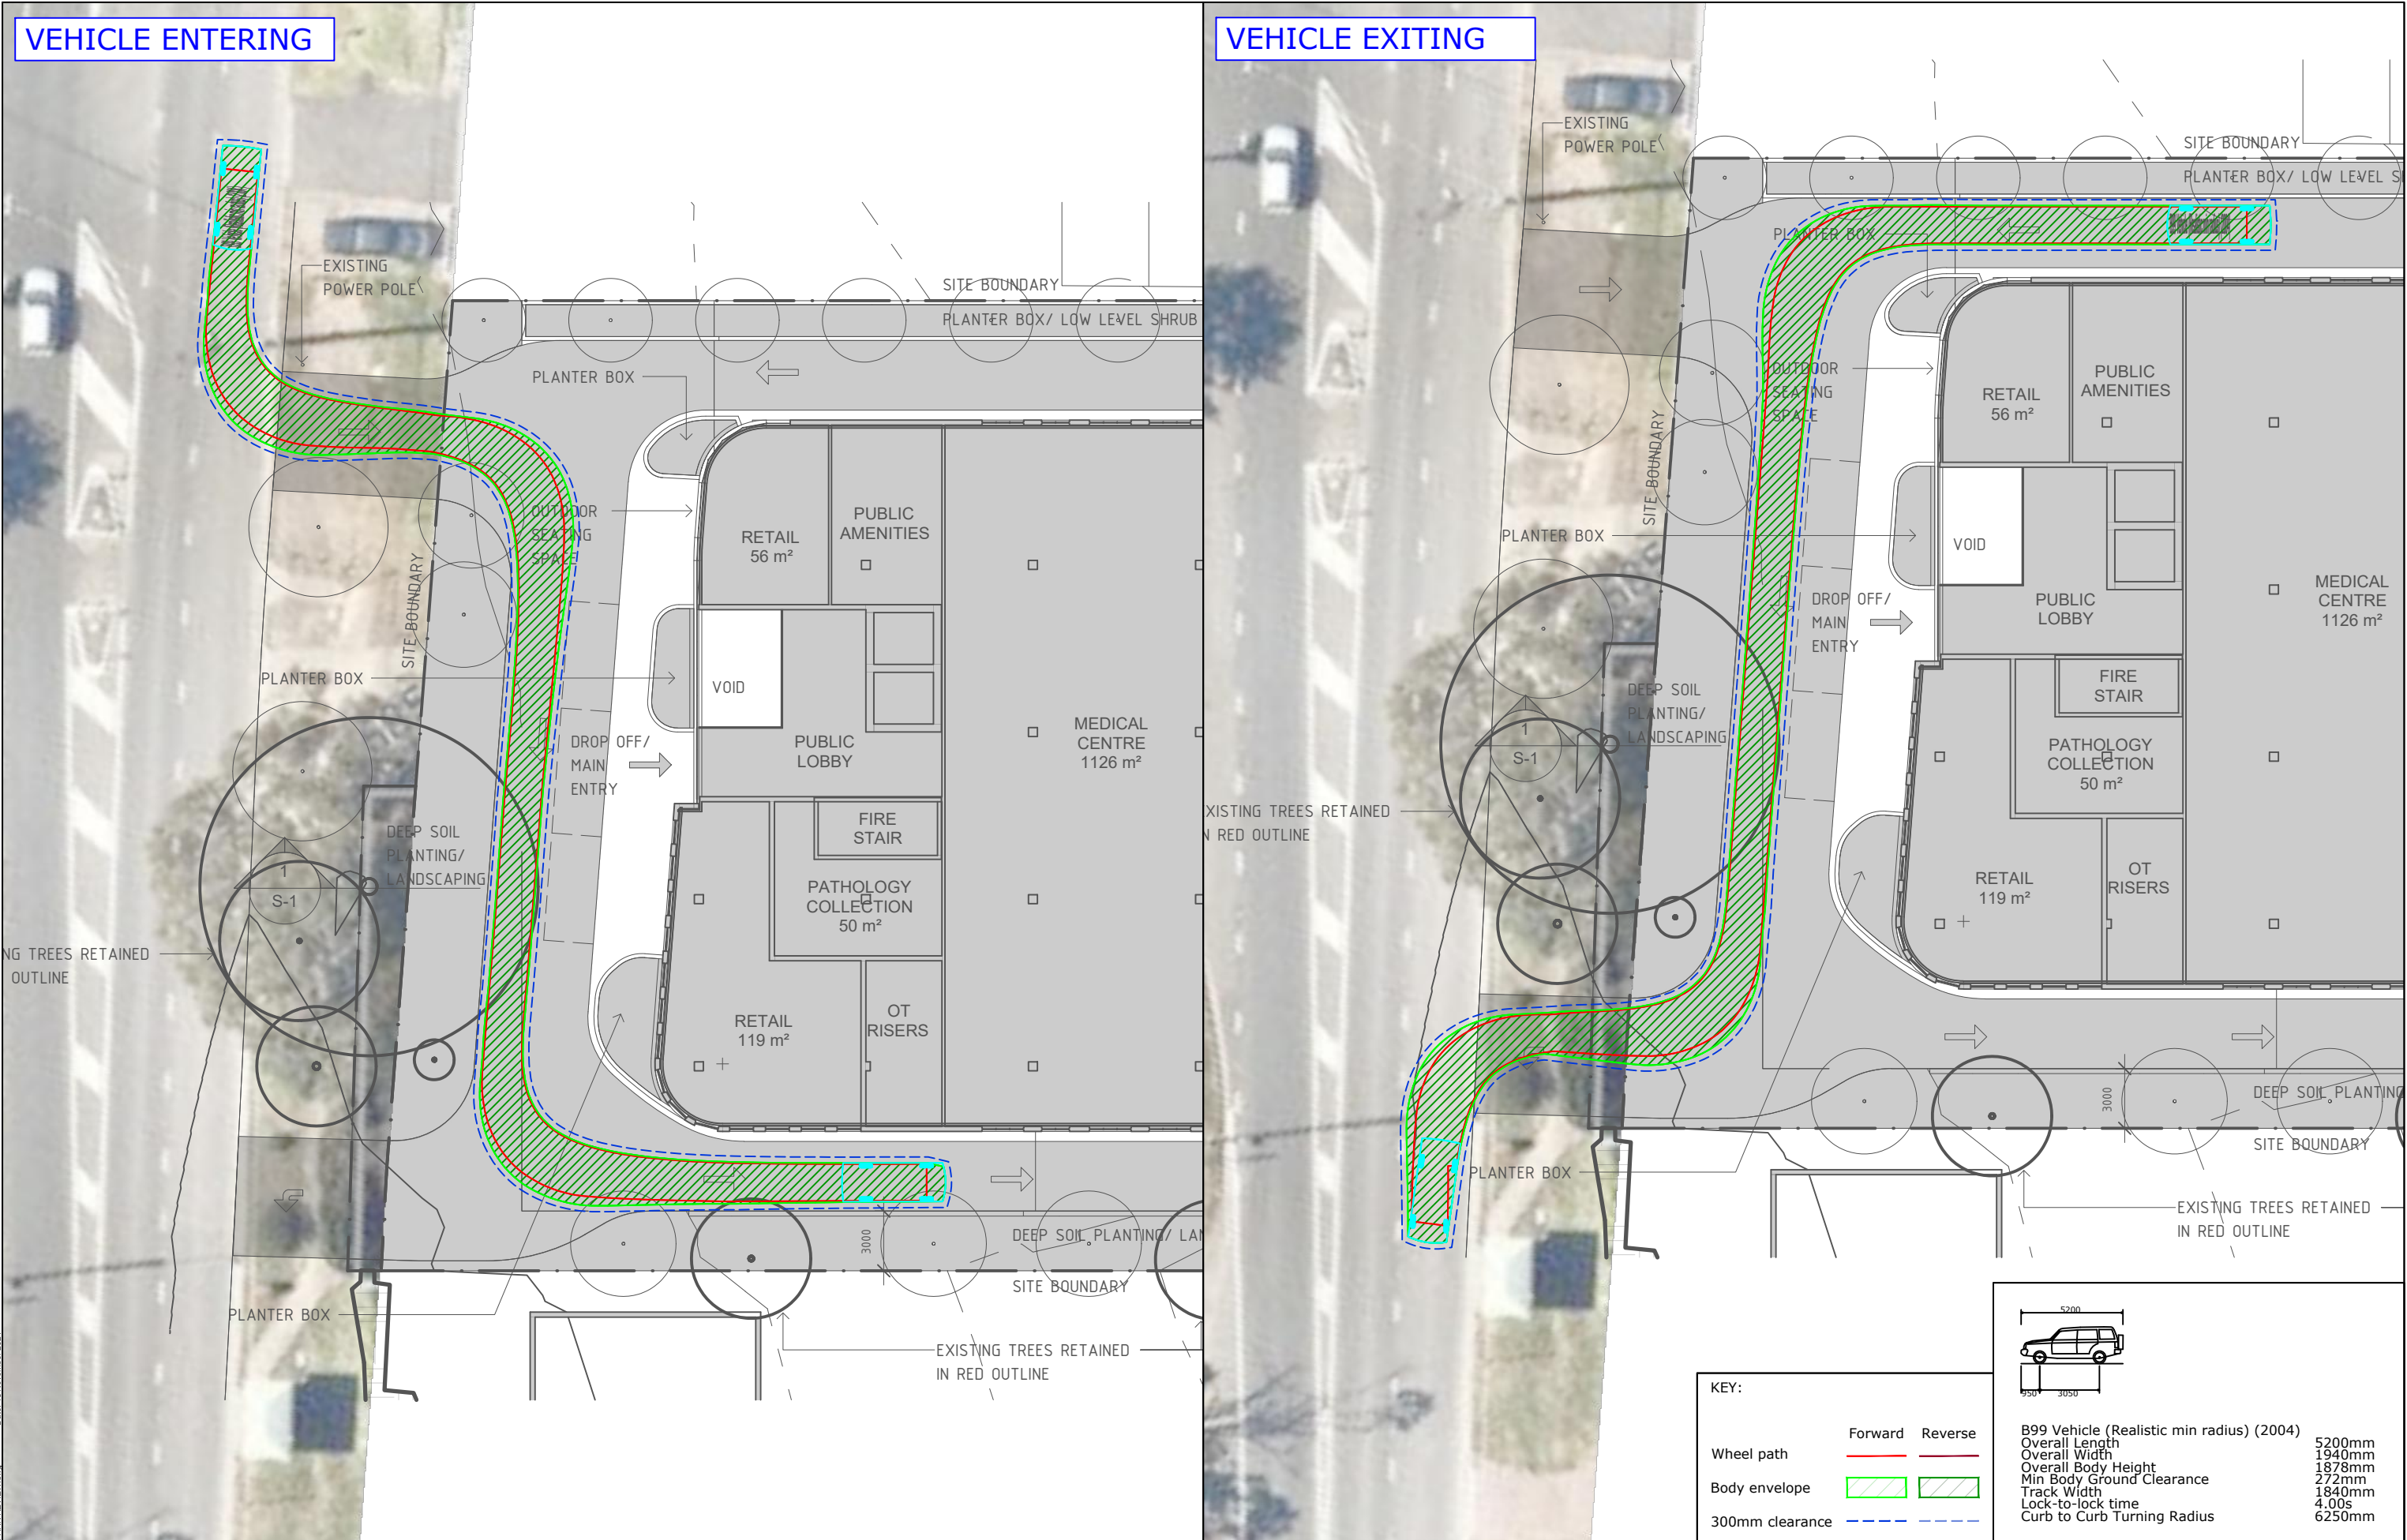 VEHICLE ENTERING
EXISTING
POWER POLE
SITE BOUNDARY
PLANTER BOX/ LOW LEVEL SHRUB
PLANTER BOX
OUTDOOR
SEATING
SPACE
RETAIL
56 m²
PUBLIC
AMENITIES
SITE BOUNDARY
PLANTER BOX
VOID
DROP OFF/
MAIN
ENTRY
PUBLIC
LOBBY
MEDICAL
CENTRE
1126 m²
DEEP SOIL
PLANTING/
LANDSCAPING
1
S-1
FIRE
STAIR
PATHOLOGY
COLLECTION
50 m²
NG TREES RETAINED
OUTLINE
RETAIL
119 m²
OT
RISERS
3000
DEEP SOIL PLANTING/ LAN
SITE BOUNDARY
PLANTER BOX
EXISTING TREES RETAINED
IN RED OUTLINE
VEHICLE EXITING
EXISTING
POWER POLE
SITE BOUNDARY
PLANTER BOX/ LOW LEVEL S
PLANTER BOX
OUTDOOR
SEATING
SPACE
RETAIL
56 m²
PUBLIC
AMENITIES
SITE BOUNDARY
PLANTER BOX
VOID
DROP OFF/
MAIN
ENTRY
PUBLIC
LOBBY
MEDICAL
CENTRE
1126 m²
DEEP SOIL
PLANTING/
LANDSCAPING
1
S-1
FIRE
STAIR
PATHOLOGY
COLLECTION
50 m²
XISTING TREES RETAINED
N RED OUTLINE
RETAIL
119 m²
OT
RISERS
3000
DEEP SOIL PLANTING
SITE BOUNDARY
PLANTER BOX
EXISTING TREES RETAINED
IN RED OUTLINE
KEY:
Forward Reverse
Wheel path
Body envelope
300mm clearance
5200
950 3050
B99 Vehicle (Realistic min radius) (2004)
Overall Length 5200mm
Overall Width 1940mm
Overall Body Height 1878mm
Min Body Ground Clearance 272mm
Track Width 1840mm
Lock-to-lock time 4.00s
Curb to Curb Turning Radius 6250mm